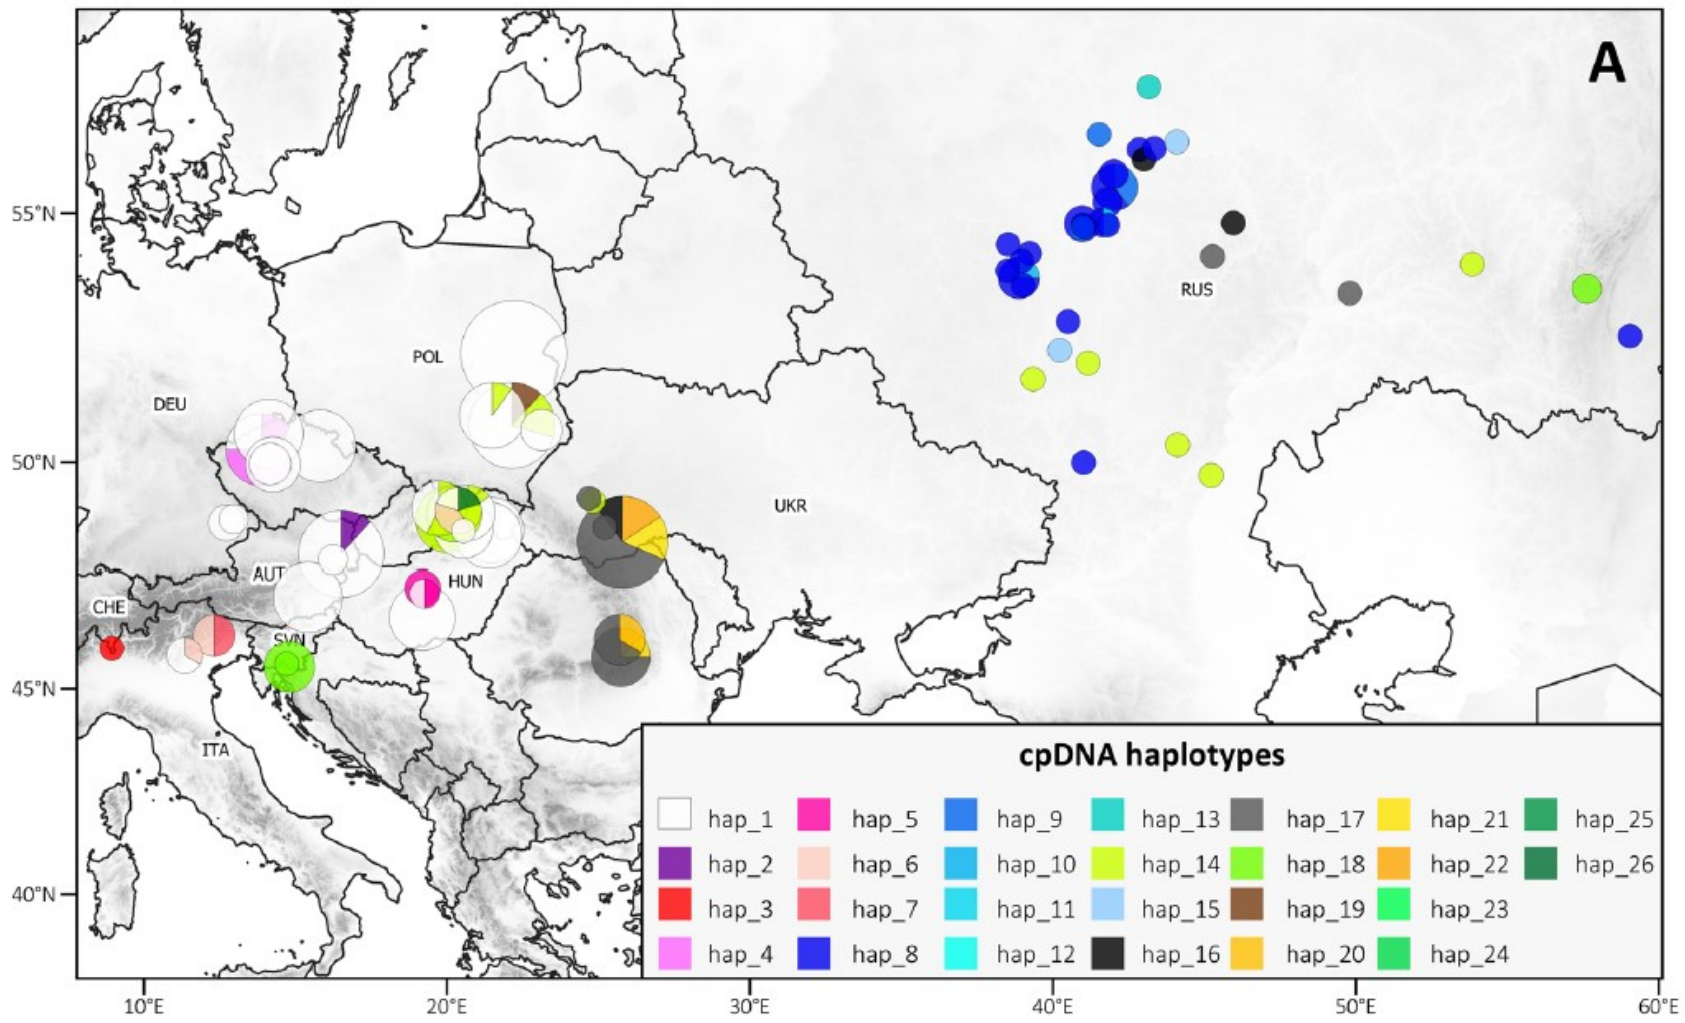 A
55°N
RUS
POL
DEU
50°N
UKR
AUT
HUN
CHE
SVN
45°N
ITA
cpDNA haplotypes
hap_1 hap_5 hap_9 hap_13 hap_17 hap_21 hap_25
hap_2 hap_6 hap_10 hap_14 hap_18 hap_22 hap_26
40°N
hap_3 hap_7 hap_11 hap_15 hap_19 hap_23
hap_4 hap_8 hap_12 hap_16 hap_20 hap_24
10°E 20°E 30°E 40°E 50°E 60°E